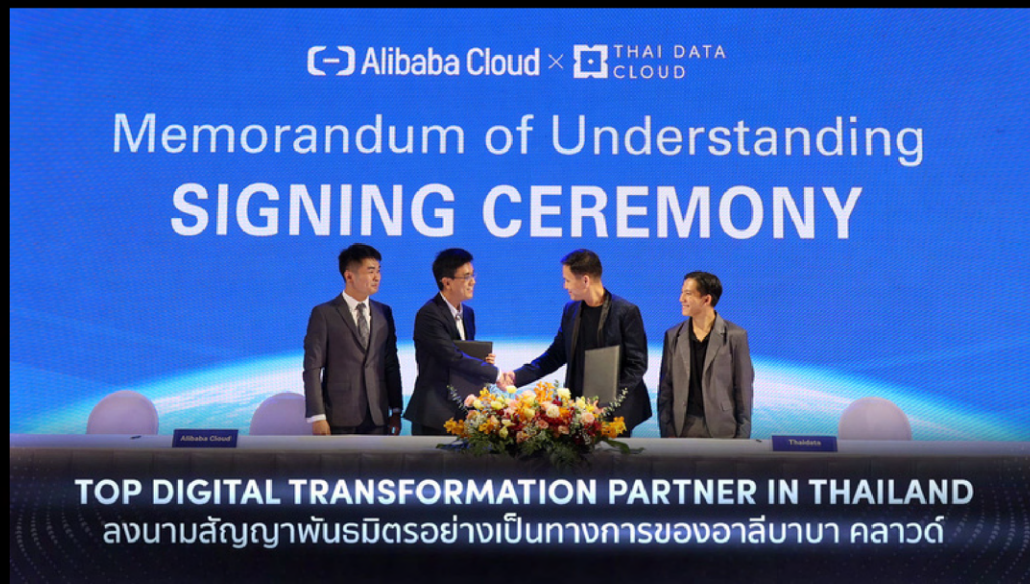 Alibaba Cloud × THAI DATA CLOUD
Memorandum of Understanding
SIGNING CEREMONY
Alibaba Cloud
Thaidata
TOP DIGITAL TRANSFORMATION PARTNER IN THAILAND
ลงนามสัญญาพันธมิตรอย่างเป็นทางการของอาลีบาบา คลาวด์